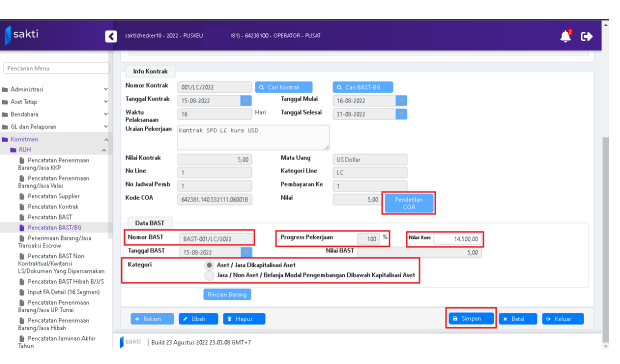 sakti
saktichecker18 - 2022 - PUSKEU
- OPERATOR - PUSAT
Pencarian Menu
Administrasi
Aset Tetap
Bendahara
GL dan Pelaporan
Komitmen
RUH
Pencatatan Penerimaan
Barang/Jasa KKP
Pencatatan Penerimaan
Barang/Jasa Valas
Pencatatan Supplier
Pencatatan Kontrak
Pencatatan BAST
Pencatatan BAST/BG
Penerimaan Barang/Jasa
Transaksi Escrow
Pencatatan BAST Non
Kontraktual/Kwitansi
LS/Dokumen Yang Dipersamakan
Pencatatan BAST Hibah B/J/S
Input FA Detail (16 Segmen)
Pencatatan Penerimaan
Barang/Jasa UP Tunai
Pencatatan Penerimaan
Barang/Jasa Hibah
Pencatatan Jaminan Akhir
Tahun
Info Kontrak
Nomor Kontrak 001/LC/2022 Cari Kontrak Cari BAST-BG
Tanggal Kontrak 15-08-2022 Tanggal Mulai 16-08-2022
Waktu Pelaksanaan 16 Hari Tanggal Selesai 31-08-2022
Uraian Pekerjaan Kontrak SPD LC kurs USD
Nilai Kontrak 5,00 Mata Uang US Dollar
No Line 1 Kategori Line LC
No Jadwal Pemb 1 Pembayaran Ke 1
Kode COA 642381.140.532111.06001B Nilai 5,00 Pendetilan COA
Data BAST
Nomor BAST BAST-001/LC/2022 Progress Pekerjaan 100 % Nilai Kurs 14.500,00
Tanggal BAST 15-08-2022 Nilai BAST 5,00
Kategori Aset / Jasa Dikapitalisasi Aset
Jasa / Non Aset / Belanja Modal Pengembangan Dibawah Kapitalisasi Aset
Rincian Barang
Rekam Ubah Hapus Simpan Batal Keluar
sakti Build 23 Agustus 2022 23.03.08 GMT+7